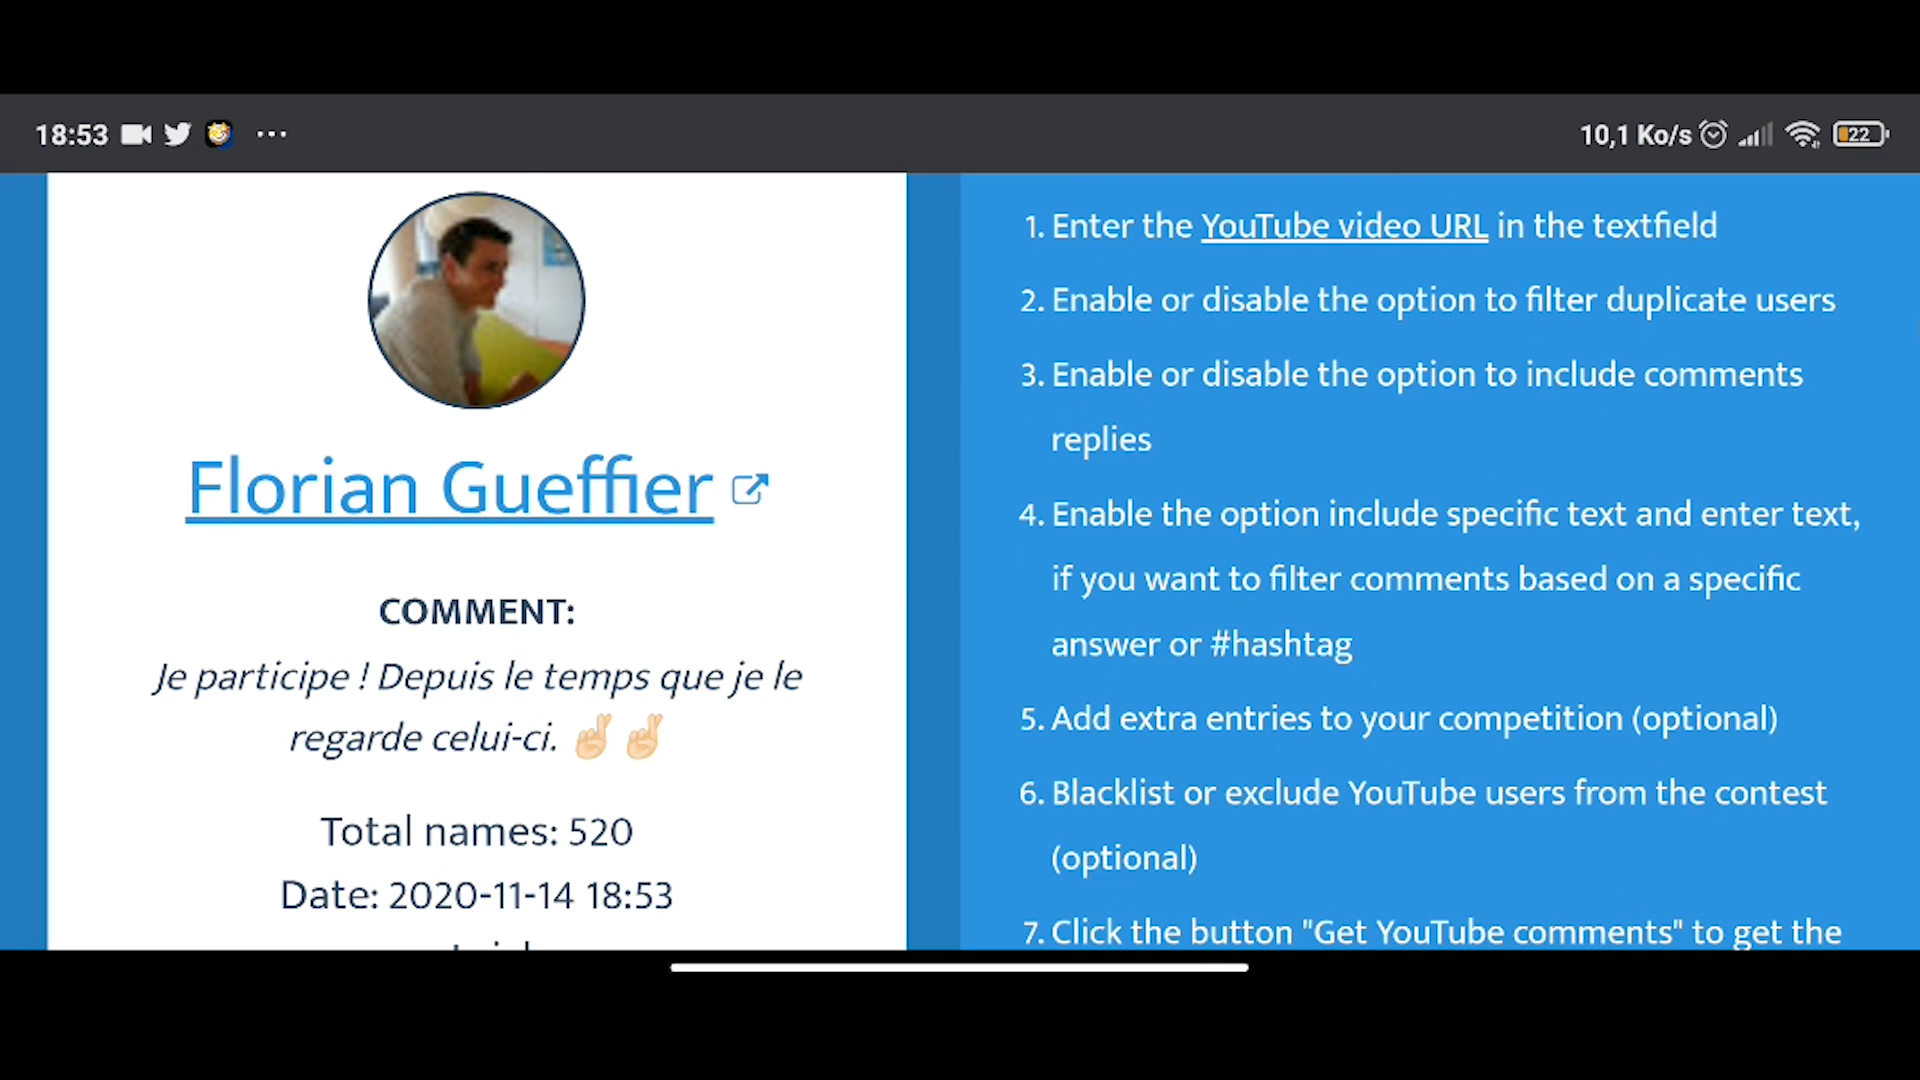 18:53
10,1 Ko/s
22
Florian Gueffier
COMMENT:
Je participe ! Depuis le temps que je le
regarde celui-ci. 🤞🏻🤞🏻
Total names: 520
Date: 2020-11-14 18:53
1. Enter the YouTube video URL in the textfield
2. Enable or disable the option to filter duplicate users
3. Enable or disable the option to include comments
replies
4. Enable the option include specific text and enter text,
if you want to filter comments based on a specific
answer or #hashtag
5. Add extra entries to your competition (optional)
6. Blacklist or exclude YouTube users from the contest
(optional)
7. Click the button "Get YouTube comments" to get the